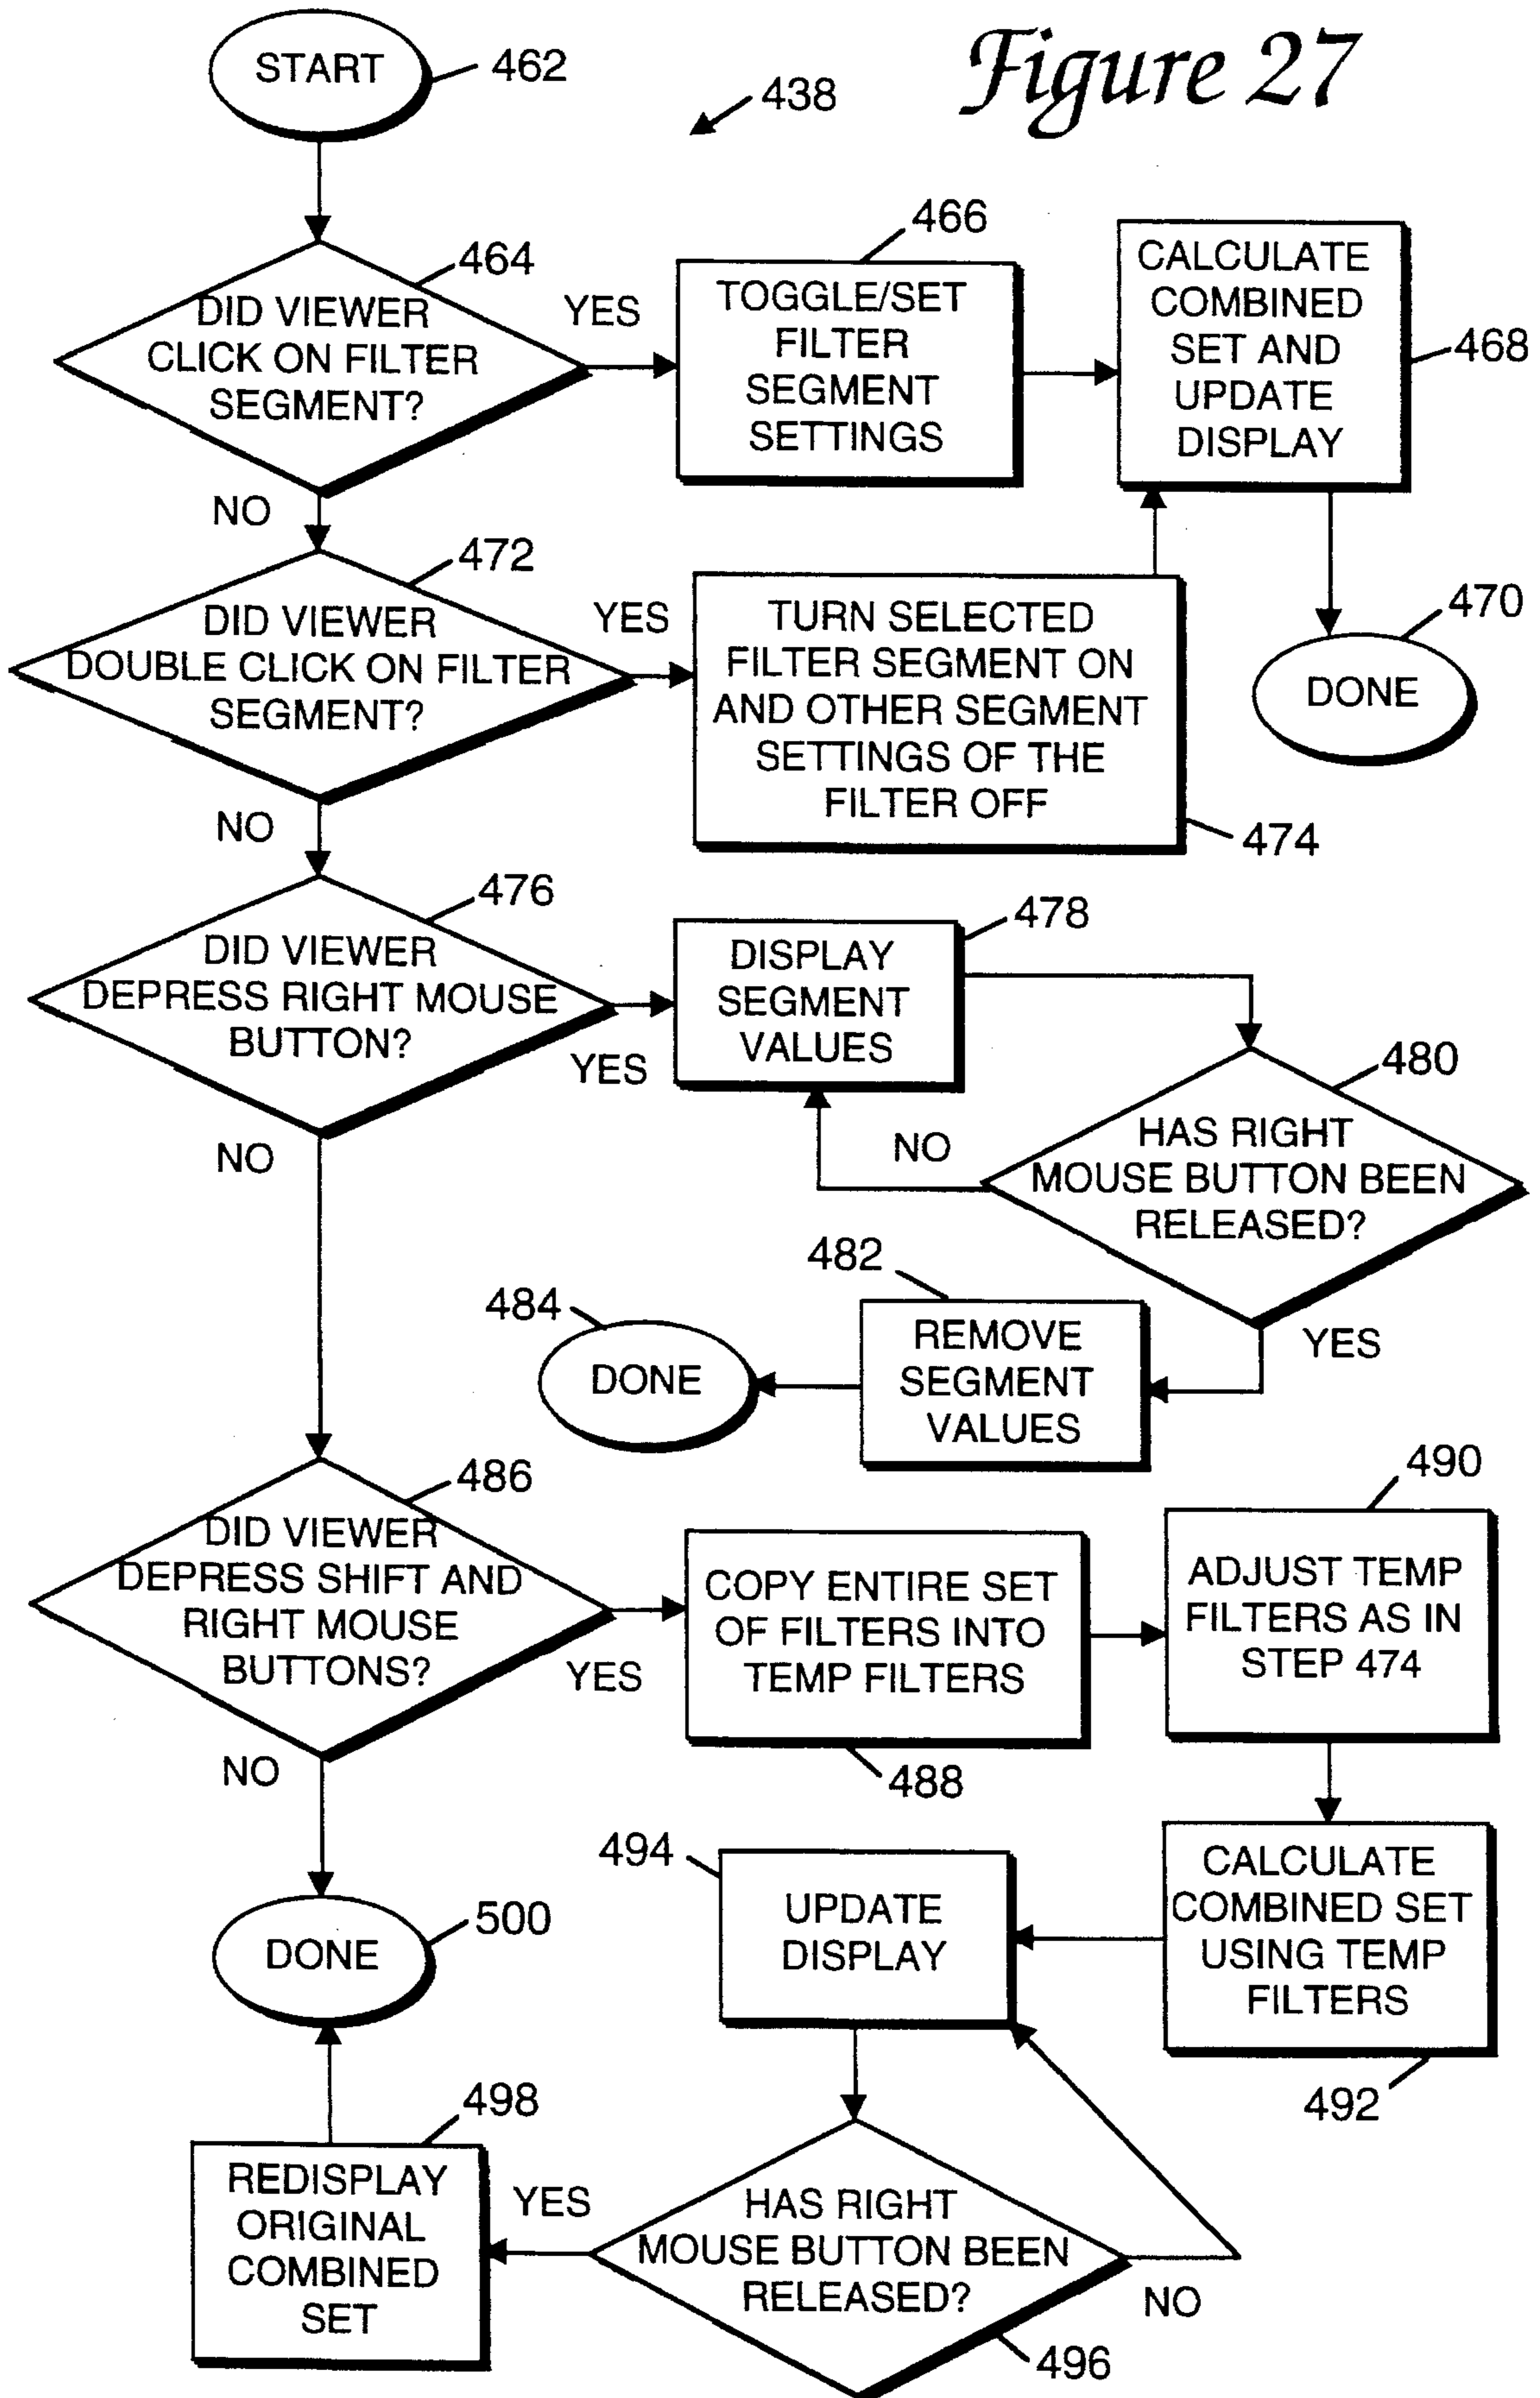 Figure 27
START
462
438
464
DID VIEWER
CLICK ON FILTER
SEGMENT?
YES
NO
466
TOGGLE/SET
FILTER
SEGMENT
SETTINGS
CALCULATE
COMBINED
SET AND
UPDATE
DISPLAY
468
470
DONE
472
DID VIEWER
DOUBLE CLICK ON FILTER
SEGMENT?
YES
NO
TURN SELECTED
FILTER SEGMENT ON
AND OTHER SEGMENT
SETTINGS OF THE
FILTER OFF
474
476
DID VIEWER
DEPRESS RIGHT MOUSE
BUTTON?
YES
NO
478
DISPLAY
SEGMENT
VALUES
480
HAS RIGHT
MOUSE BUTTON BEEN
RELEASED?
NO
YES
482
REMOVE
SEGMENT
VALUES
484
DONE
486
DID VIEWER
DEPRESS SHIFT AND
RIGHT MOUSE
BUTTONS?
YES
NO
COPY ENTIRE SET
OF FILTERS INTO
TEMP FILTERS
488
490
ADJUST TEMP
FILTERS AS IN
STEP 474
CALCULATE
COMBINED SET
USING TEMP
FILTERS
492
494
UPDATE
DISPLAY
500
DONE
498
REDISPLAY
ORIGINAL
COMBINED
SET
YES
HAS RIGHT
MOUSE BUTTON BEEN
RELEASED?
NO
496